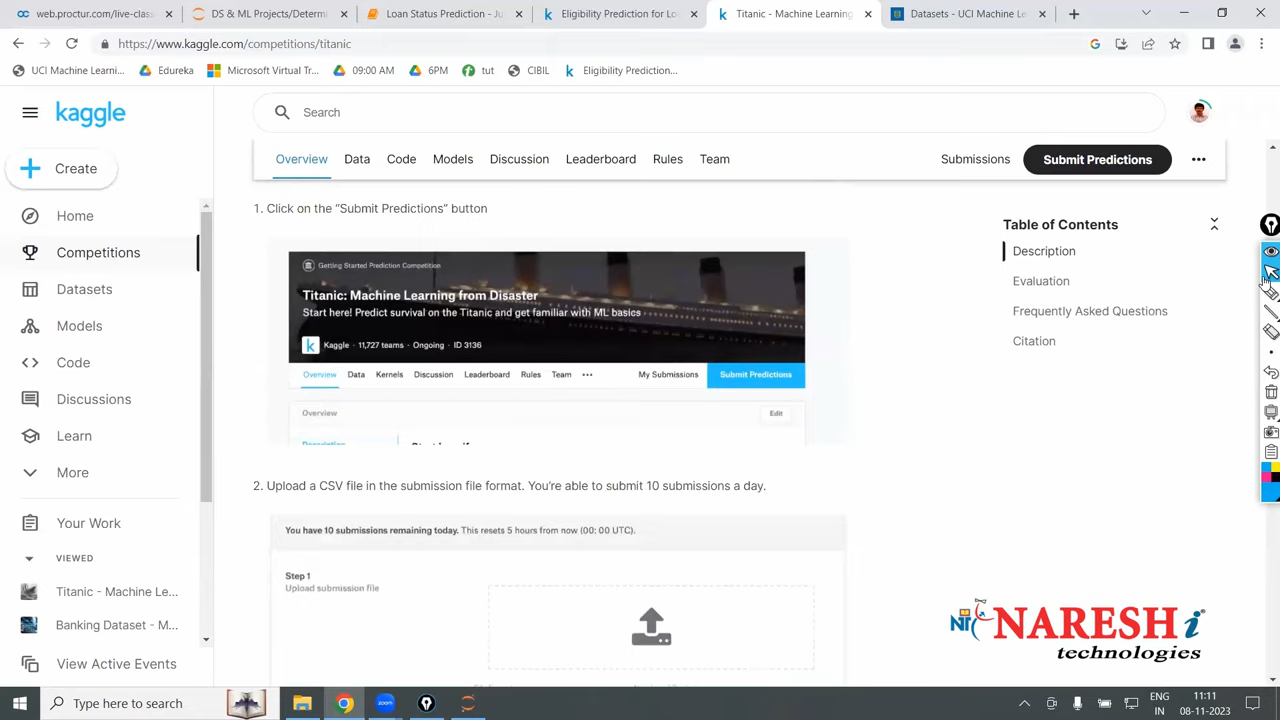 www.coedu.in/live-class
DS & ML Resources
Python Exception - Ju
Eligibility Prediction for Lo
Titanic - Machine Learning
Datasets - UCI Machine Le
https://www.kaggle.com/competitions/titanic
UCI Machine Learni...
Edureka
Microsoft Virtual Tr...
09:00 AM
6PM
tut
CIBIL
Eligibility Prediction...
kaggle
Search
Create
Overview
Data
Code
Models
Discussion
Leaderboard
Rules
Team
Submissions
Submit Predictions
Home
Competitions
Datasets
Models
Code
Discussions
Learn
More
Your Work
VIEWED
Titanic - Machine Le...
Banking Dataset - M...
View Active Events
1. Click on the “Submit Predictions” button
Getting Started Prediction Competition
Titanic: Machine Learning from Disaster
Start here! Predict survival on the Titanic and get familiar with ML basics
Kaggle · 11,727 teams · Ongoing · ID 3136
Overview
Data
Kernels
Discussion
Leaderboard
Rules
Team
My Submissions
Submit Predictions
Overview
Edit
2. Upload a CSV file in the submission file format. You’re able to submit 10 submissions a day.
You have 10 submissions remaining today. This resets 5 hours from now (00: 00 UTC).
Step 1
Upload submission file
Table of Contents
Description
Evaluation
Frequently Asked Questions
Citation
NARESH i
technologies
Type here to search
zoom
ENG
IN
11:11
08-11-2023